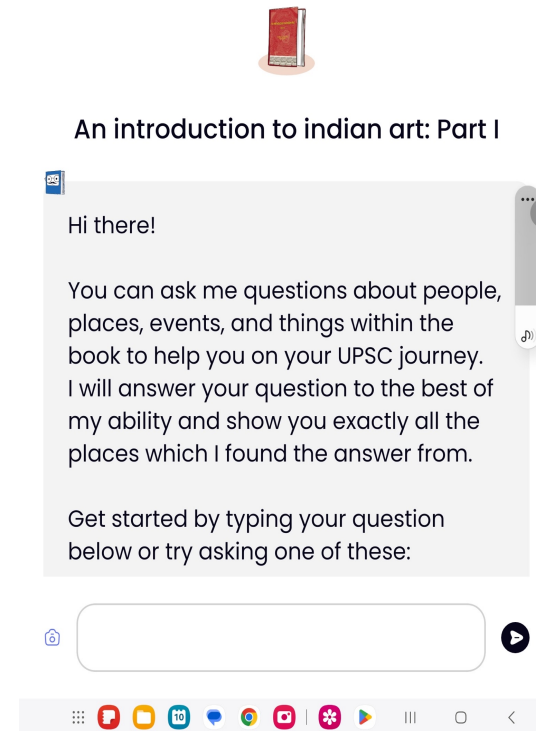 An introduction to indian art: Part I
Hi there!
You can ask me questions about people,
places, events, and things within the
book to help you on your UPSC journey.
I will answer your question to the best of
my ability and show you exactly all the
places which I found the answer from.
Get started by typing your question
below or try asking one of these:
10